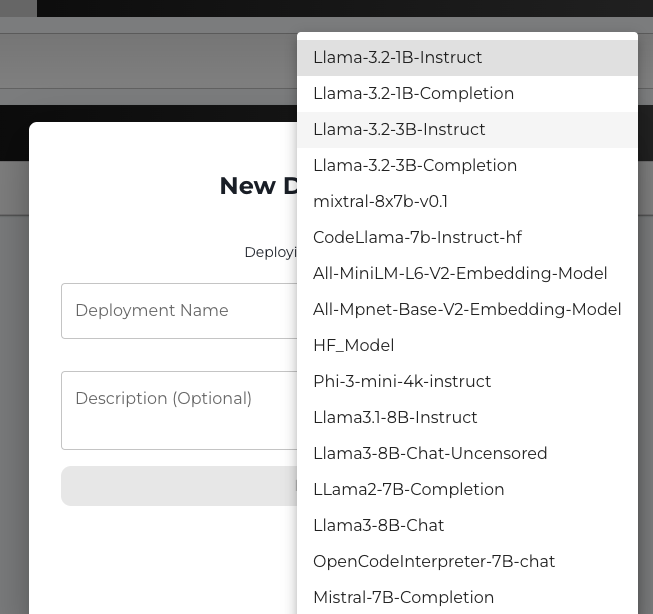 Llama-3.2-1B-Instruct
Llama-3.2-1B-Completion
Llama-3.2-3B-Instruct
Llama-3.2-3B-Completion
mixtral-8x7b-v0.1
CodeLlama-7b-Instruct-hf
All-MiniLM-L6-V2-Embedding-Model
All-Mpnet-Base-V2-Embedding-Model
HF_Model
Phi-3-mini-4k-instruct
Llama3.1-8B-Instruct
Llama3-8B-Chat-Uncensored
LLama2-7B-Completion
Llama3-8B-Chat
OpenCodeInterpreter-7B-chat
Mistral-7B-Completion
New
Deployment Name
Description (Optional)